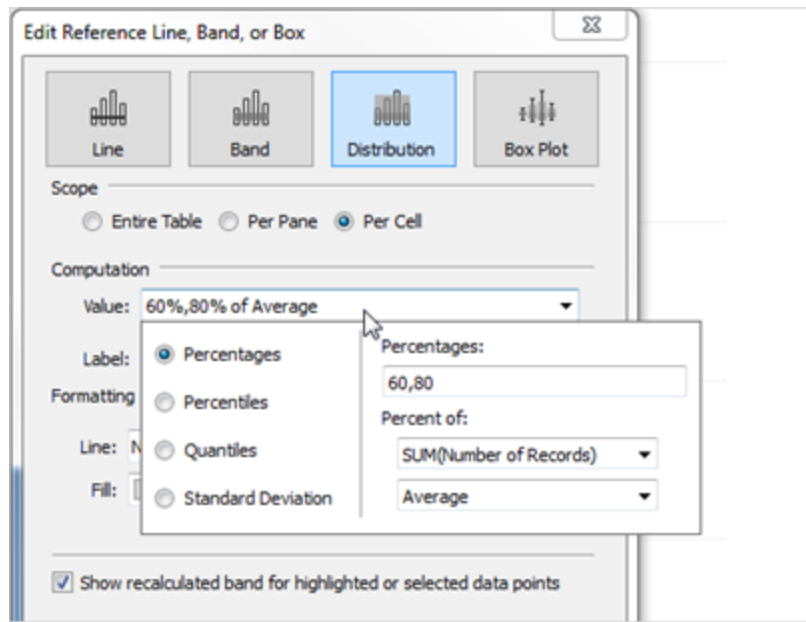 Edit Reference Line, Band, or Box
Line Band Distribution Box Plot
Scope
Entire Table Per Pane Per Cell
Computation
Value: 60%,80% of Average
Label:
Percentages
Percentages:
60,80
Formatting
Percentiles
Percent of:
Line: N
Quantiles
SUM(Number of Records)
Fill:
Standard Deviation
Average
Show recalculated band for highlighted or selected data points